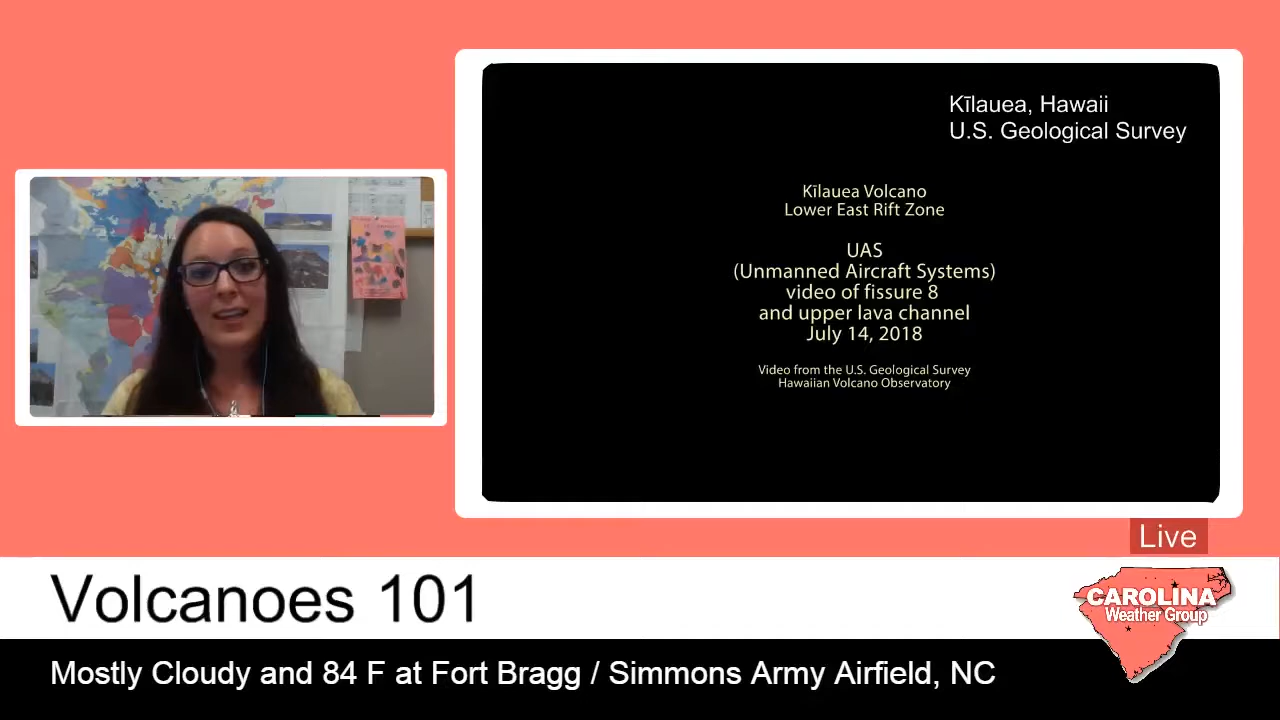 Kīlauea, Hawaii
U.S. Geological Survey
Kīlauea Volcano
Lower East Rift Zone
UAS
(Unmanned Aircraft Systems)
video of fissure 8
and upper lava channel
July 14, 2018
Video from the U.S. Geological Survey
Hawaiian Volcano Observatory
Live
Volcanoes 101
CAROLINA
Weather Group
Mostly Cloudy and 84 F at Fort Bragg / Simmons Army Airfield, NC